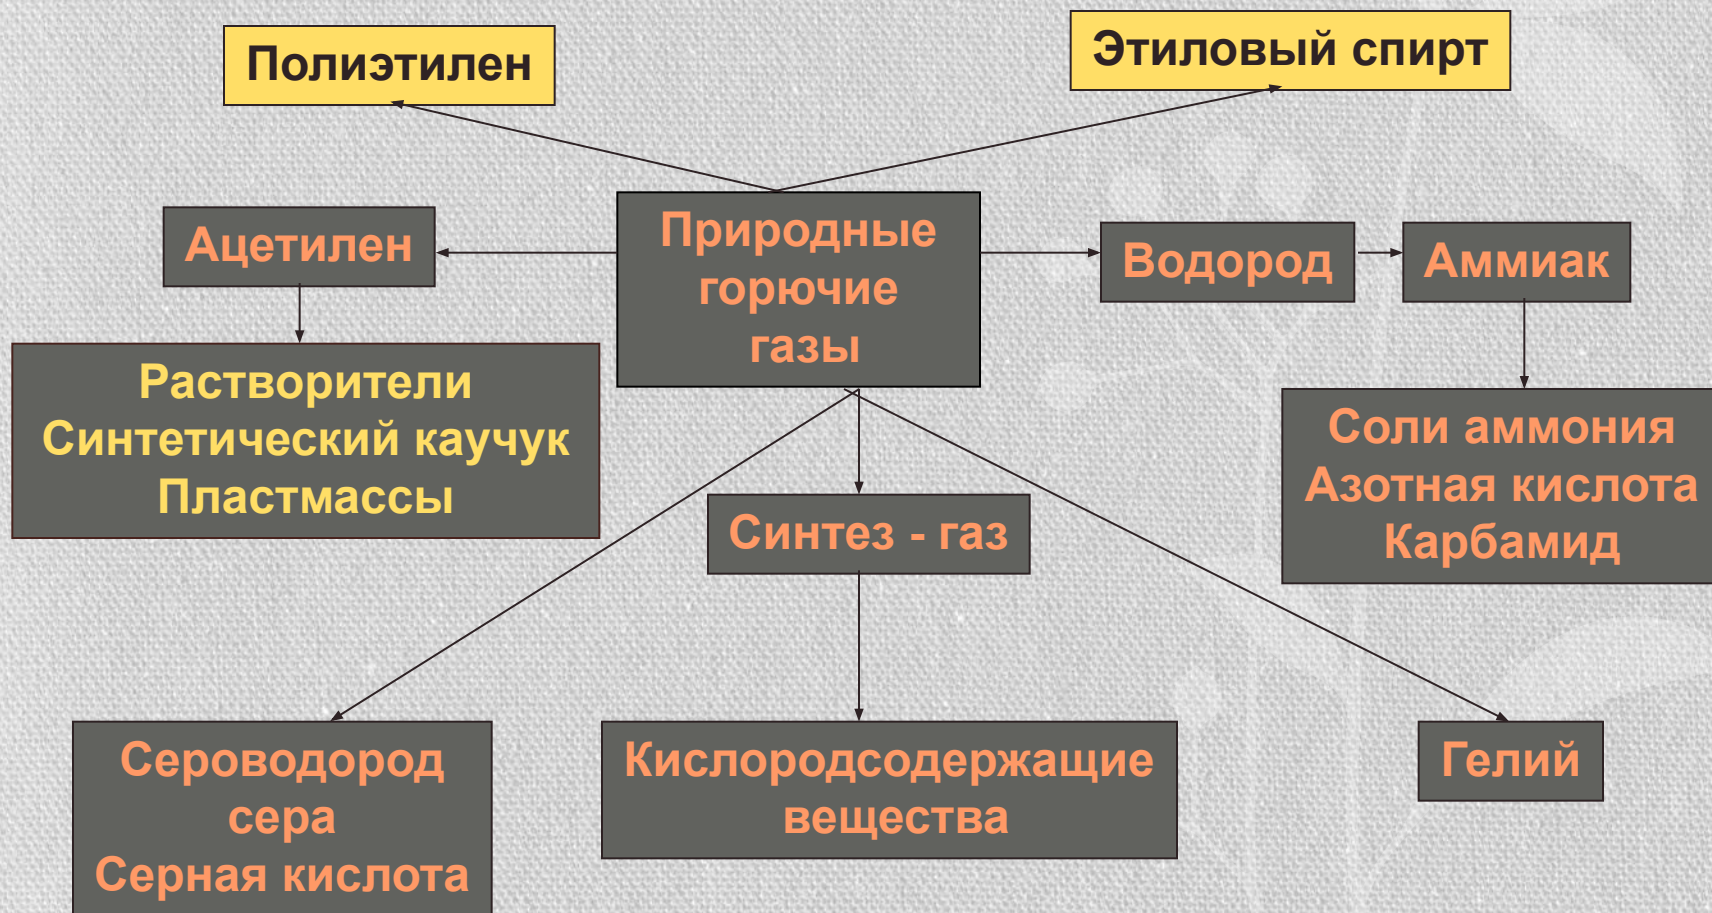 Полиэтилен
Этиловый спирт
Ацетилен
Природные
горючие
газы
Водород
Аммиак
Растворители
Синтетический каучук
Пластмассы
Соли аммония
Азотная кислота
Карбамид
Синтез - газ
Сероводород
сера
Серная кислота
Кислородсодержащие
вещества
Гелий